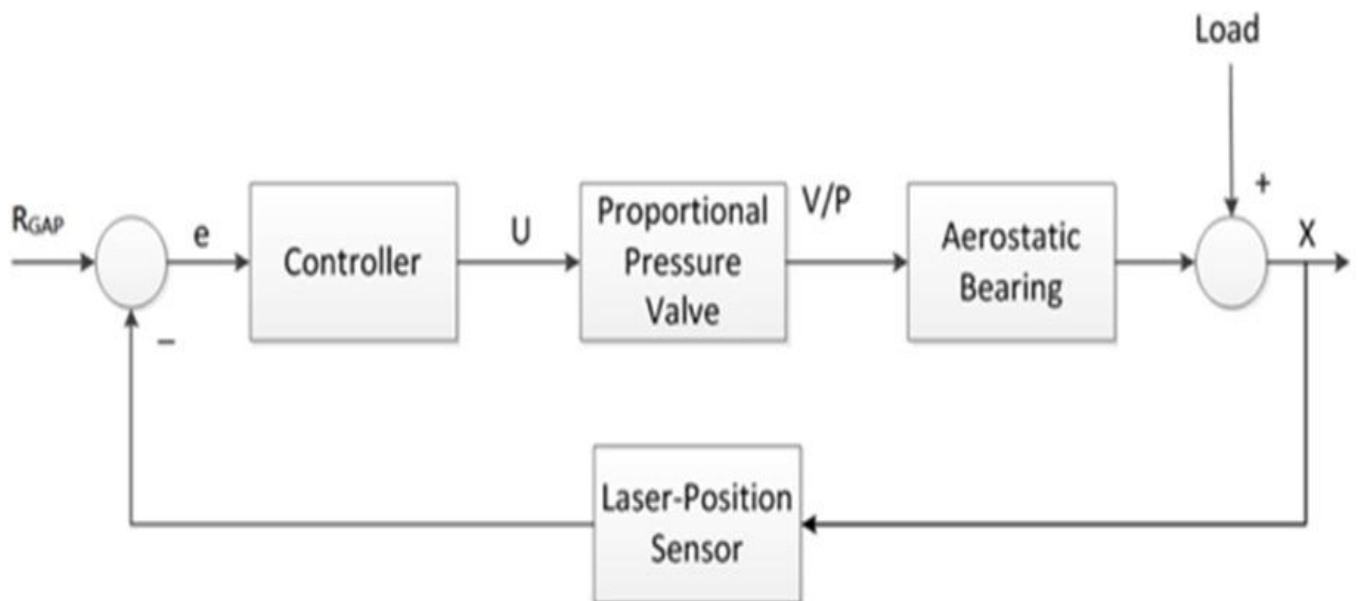 Load
+
RGAP
e
Controller
U
Proportional
Pressure
Valve
V/P
Aerostatic
Bearing
X
−
Laser-Position
Sensor